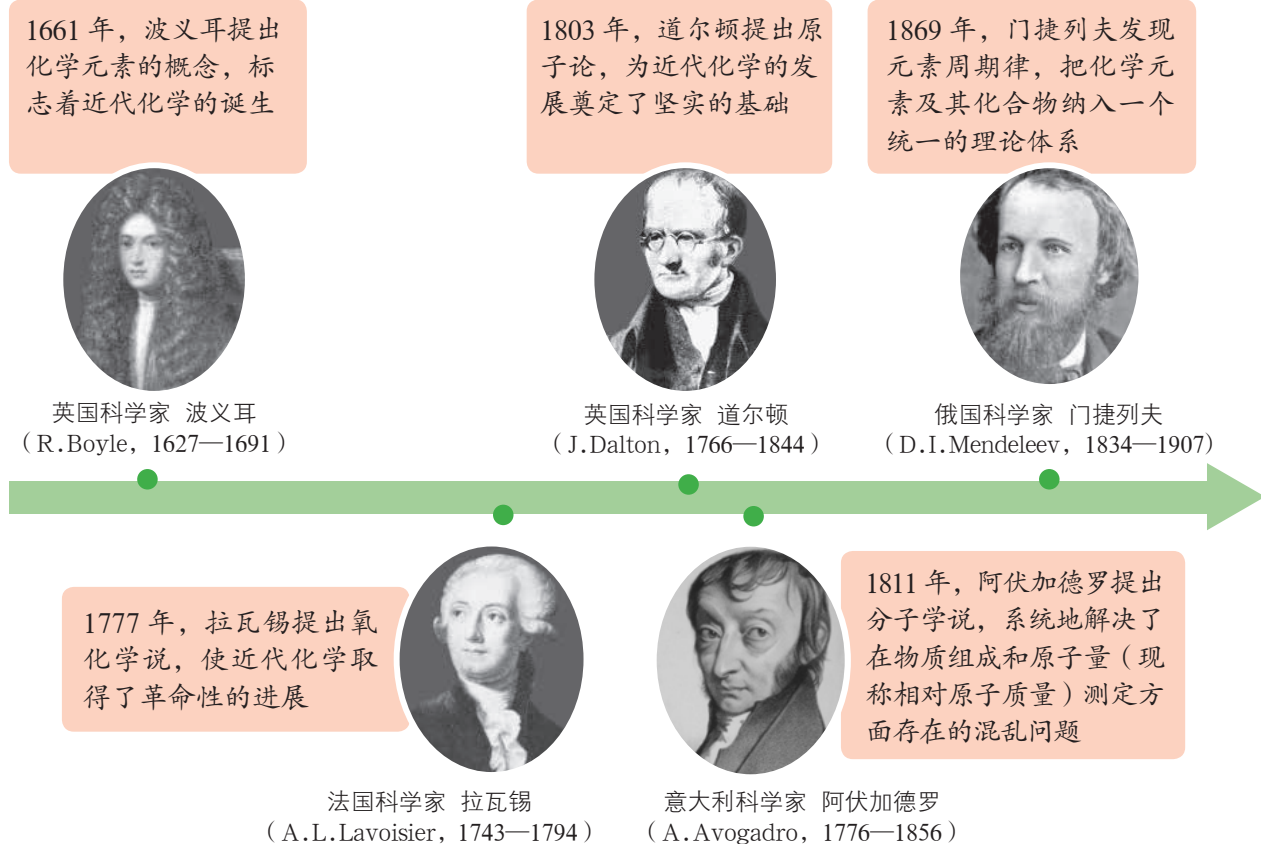 1661 年，波义耳提出
化学元素的概念，标
志着近代化学的诞生
1803 年，道尔顿提出原
子论，为近代化学的发
展奠定了坚实的基础
1869 年，门捷列夫发现
元素周期律，把化学元
素及其化合物纳入一个
统一的理论体系
英国科学家 波义耳
（R.Boyle，1627—1691）
英国科学家 道尔顿
（J.Dalton，1766—1844）
俄国科学家 门捷列夫
（D.I.Mendeleev，1834—1907)
1777 年，拉瓦锡提出氧
化学说，使近代化学取
得了革命性的进展
1811 年，阿伏加德罗提出
分子学说，系统地解决了
在物质组成和原子量（现
称相对原子质量）测定方
面存在的混乱问题
法国科学家 拉瓦锡
（A.L.Lavoisier，1743—1794）
意大利科学家 阿伏加德罗
（A.Avogadro，1776—1856）